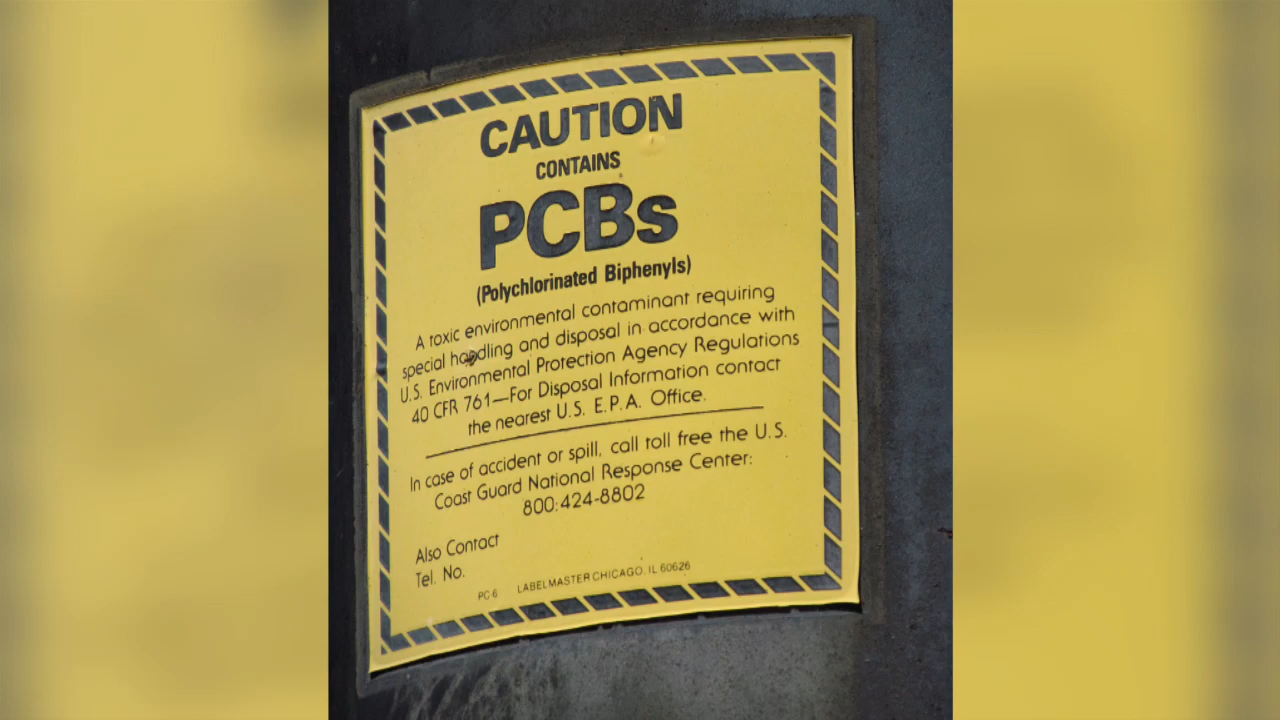 CAUTION
CONTAINS
PCBs
(Polychlorinated Biphenyls)
A toxic environmental contaminant requiring
special handling and disposal in accordance with
U.S. Environmental Protection Agency Regulations
40 CFR 761—For Disposal Information contact
the nearest U.S. E.P.A. Office.
In case of accident or spill, call toll free the U.S.
Coast Guard National Response Center:
800:424-8802
Also Contact
Tel. No.
PC-6 LABELMASTER CHICAGO, IL 60626